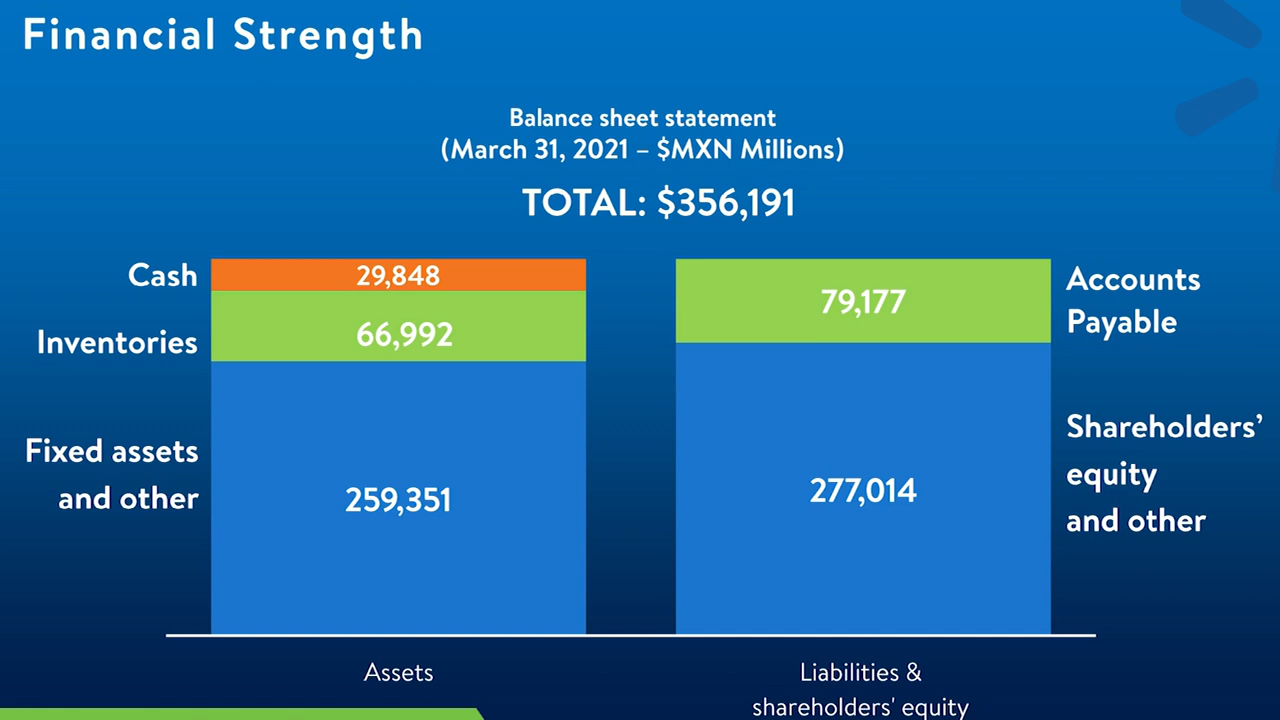 Financial Strength
Balance sheet statement
(March 31, 2021 – $MXN Millions)
TOTAL: $356,191
Cash
29,848
Inventories
66,992
Fixed assets
and other
259,351
79,177
Accounts
Payable
277,014
Shareholders’
equity
and other
Assets
Liabilities &
shareholders' equity